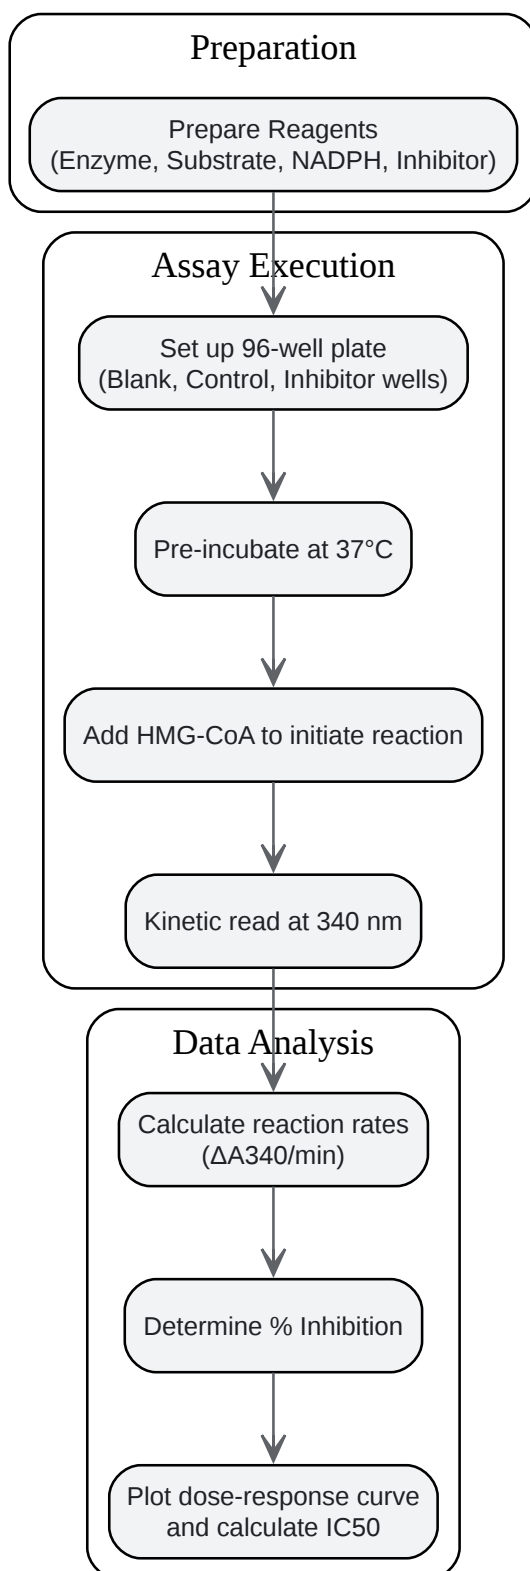 Preparation
Prepare Reagents
(Enzyme, Substrate, NADPH, Inhibitor)
Assay Execution
Set up 96-well plate
(Blank, Control, Inhibitor wells)
Pre-incubate at 37°C
Add HMG-CoA to initiate reaction
Kinetic read at 340 nm
Data Analysis
Calculate reaction rates
(ΔA340/min)
Determine % Inhibition
Plot dose-response curve
and calculate IC50